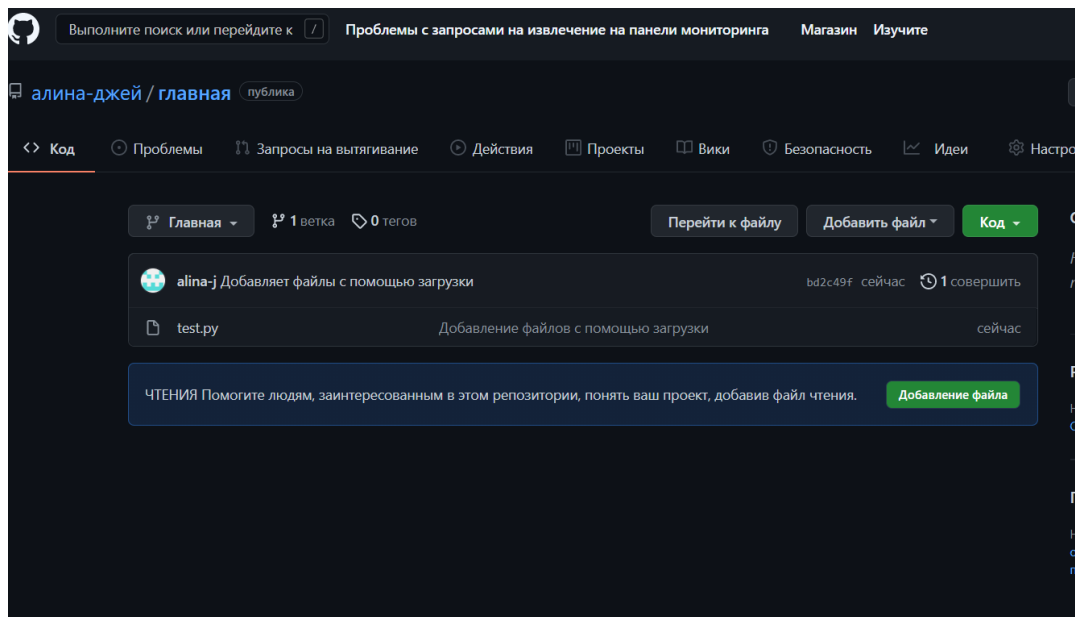 Выполните поиск или перейдите к / Проблемы с запросами на извлечение на панели мониторинга Магазин Изучите
алина-джей / главная публика
<> Код Проблемы Запросы на вытягивание Действия Проекты Вики Безопасность Идеи Настро
Главная 1 ветка 0 тегов Перейти к файлу Добавить файл Код
alina-j Добавляет файлы с помощью загрузки bd2c49f сейчас 1 совершить
test.py Добавление файлов с помощью загрузки сейчас
ЧТЕНИЯ Помогите людям, заинтересованным в этом репозитории, понять ваш проект, добавив файл чтения. Добавление файла